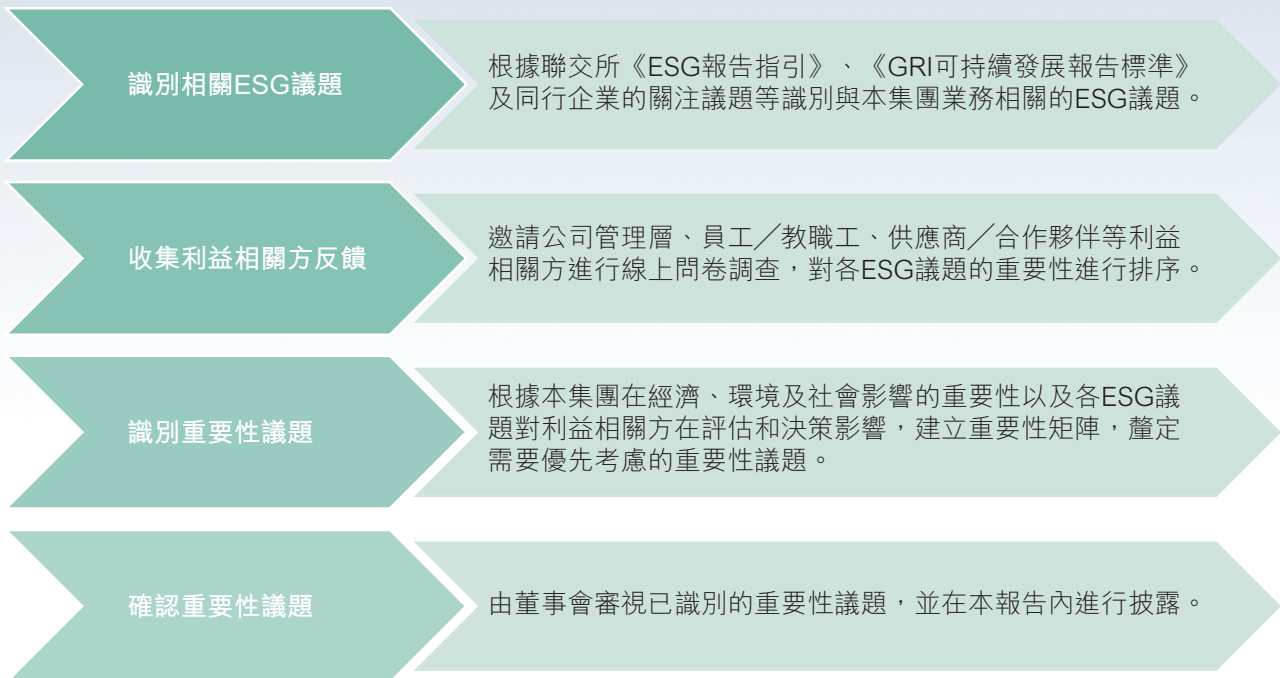 識別相關ESG議題
根據聯交所《ESG報告指引》、《GRI可持續發展報告標準》
及同行企業的關注議題等識別與本集團業務相關的ESG議題。
收集利益相關方反饋
邀請公司管理層、員工／教職工、供應商／合作夥伴等利益
相關方進行線上問卷調查，對各ESG議題的重要性進行排序。
識別重要性議題
根據本集團在經濟、環境及社會影響的重要性以及各ESG議
題對利益相關方在評估和決策影響，建立重要性矩陣，釐定
需要優先考慮的重要性議題。
確認重要性議題
由董事會審視已識別的重要性議題，並在本報告內進行披露。